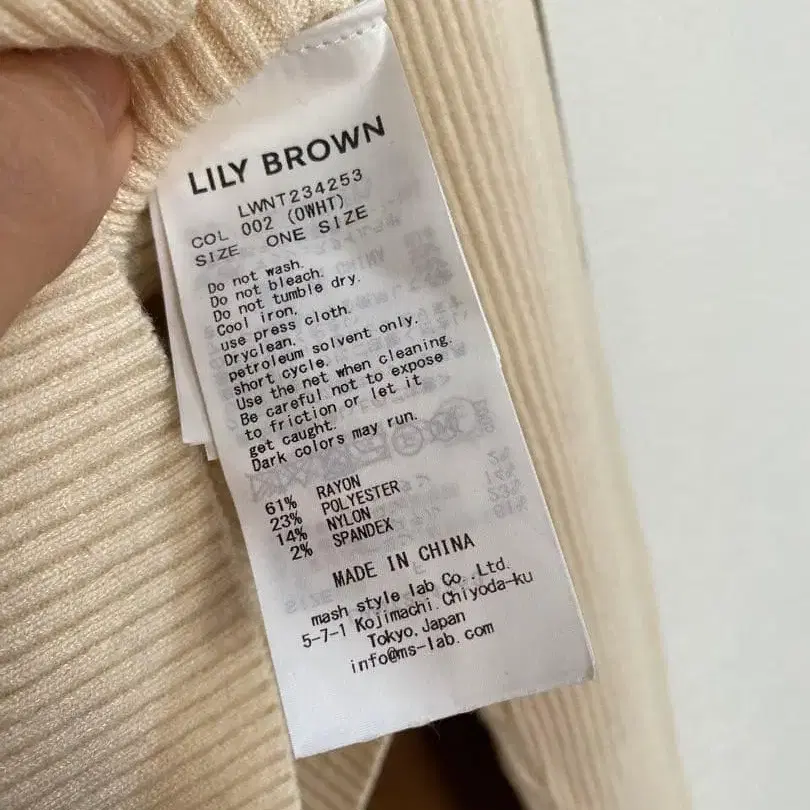 LILY BROWN
LWNT234253
COL 002 (OWHT)
SIZE ONE SIZE
Do not wash.
Do not bleach.
Do not tumble dry.
Cool iron.
use press cloth.
Dryclean.
petroleum solvent only.
short cycle.
Use the net when cleaning.
Be careful not to expose
to friction or let it
get caught.
Dark colors may run.
61% RAYON
23% POLYESTER
14% NYLON
2% SPANDEX
MADE IN CHINA
mash style lab Co.,Ltd.
5-7-1 Kojimachi.Chiyoda-ku
Tokyo.Japan
info@ms-lab.com